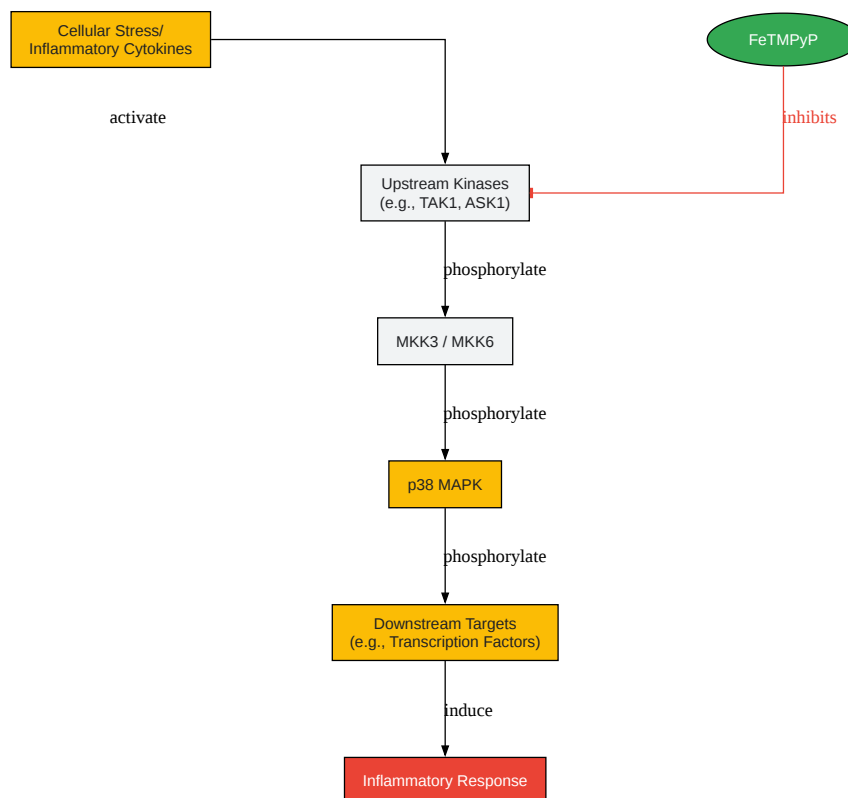 Cellular Stress/
Inflammatory Cytokines
FeTMPyP
activate
inhibits
Upstream Kinases
(e.g., TAK1, ASK1)
phosphorylate
MKK3 / MKK6
phosphorylate
p38 MAPK
phosphorylate
Downstream Targets
(e.g., Transcription Factors)
induce
Inflammatory Response